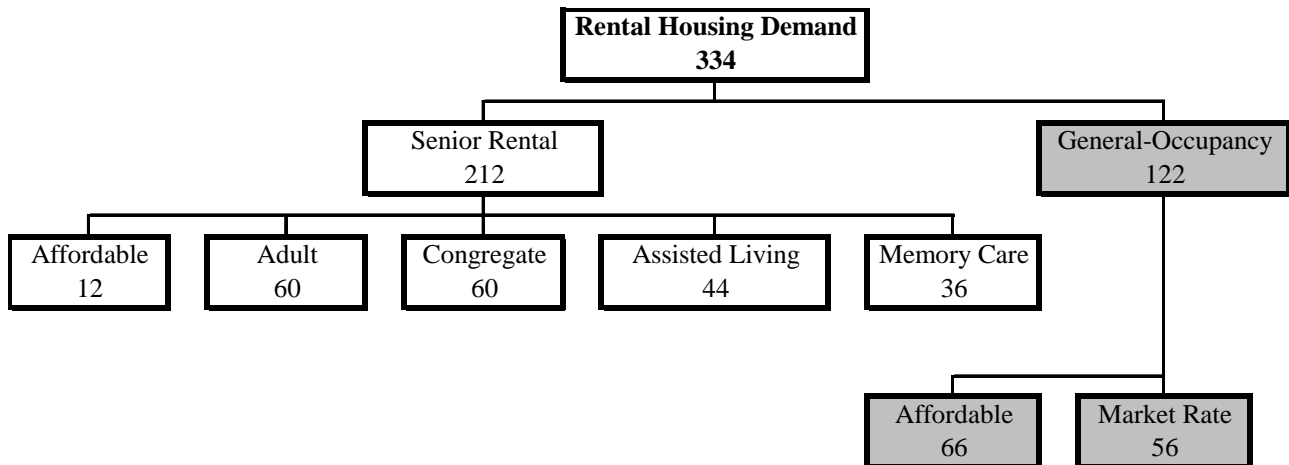 Rental Housing Demand
334
Senior Rental
212
General-Occupancy
122
Affordable
12
Adult
60
Congregate
60
Assisted Living
44
Memory Care
36
Affordable
66
Market Rate
56